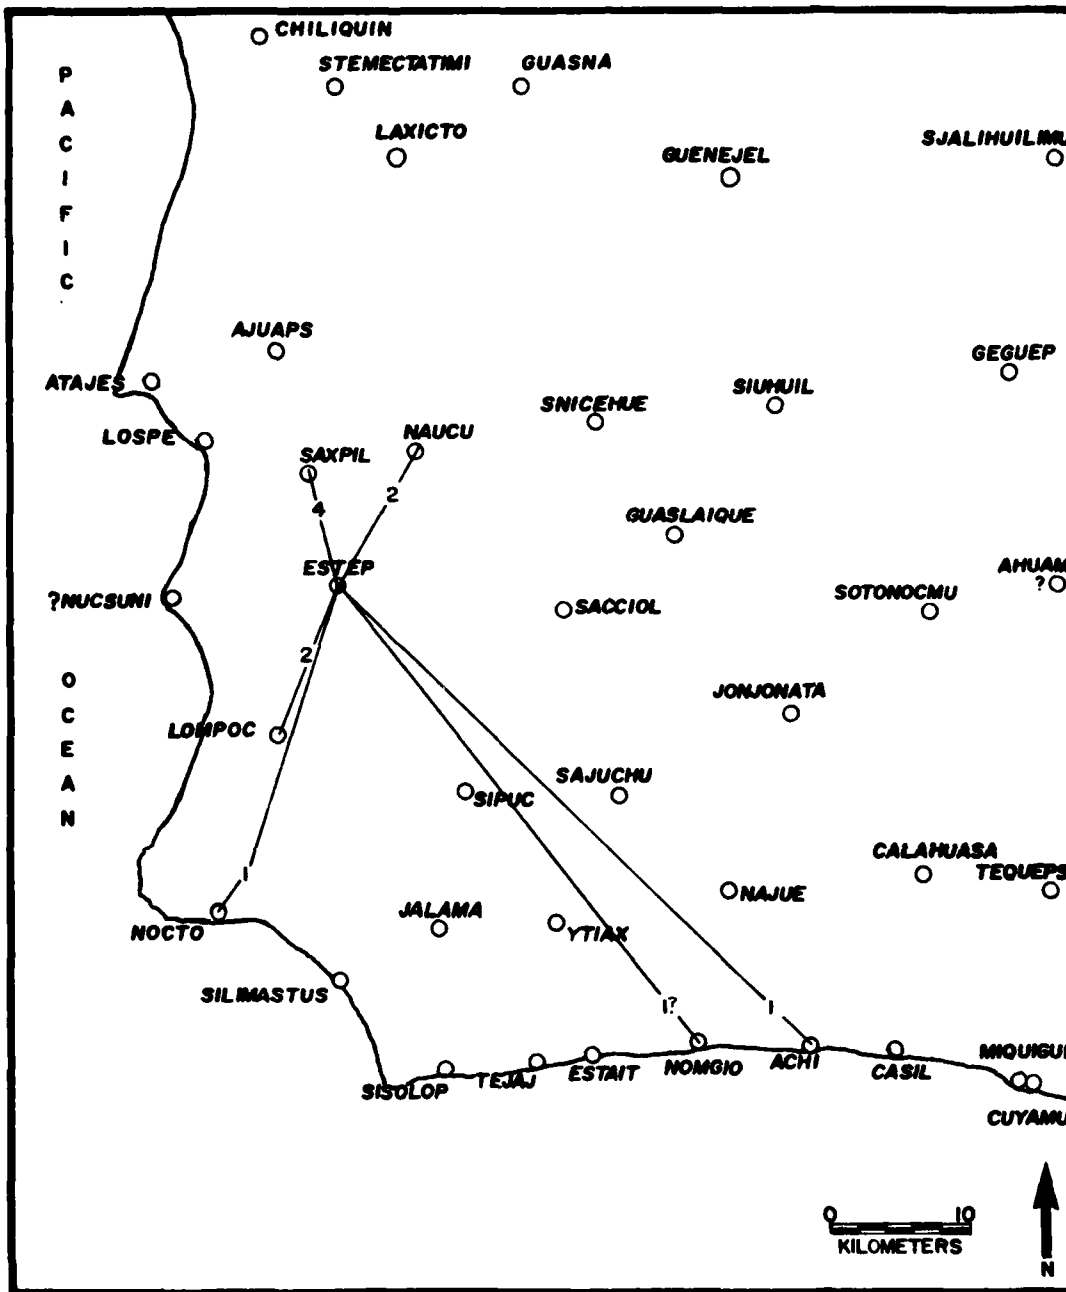 CHILIQUIN
STEMECTATIMI
GUASNA
LAXICTO
GUENEJEL
SJALIHUILIMU
PACIFIC
AJUAPS
ATAJES
GEGUEP
SIUHUIL
SNICEHUE
LOSPE
NAUCU
SAXPIL
2
4
GUASLAIQUE
ESTEP
AHUAM
?
?NUCSUNI
SACCIOL
SOTONOCMU
2
OCEAN
JONJONATA
LOMPOC
SAJUCHU
SIPUC
1
CALAHUASA
TEQUEPS
NAJUE
JALAMA
NOCTO
YTIAX
SILIMASTUS
1?
1
MIQUIGUI
SISOLOP
TEJAJ
ESTAIT
NOMGIO
ACHI
CASIL
CUYAMU
0 10
KILOMETERS
N